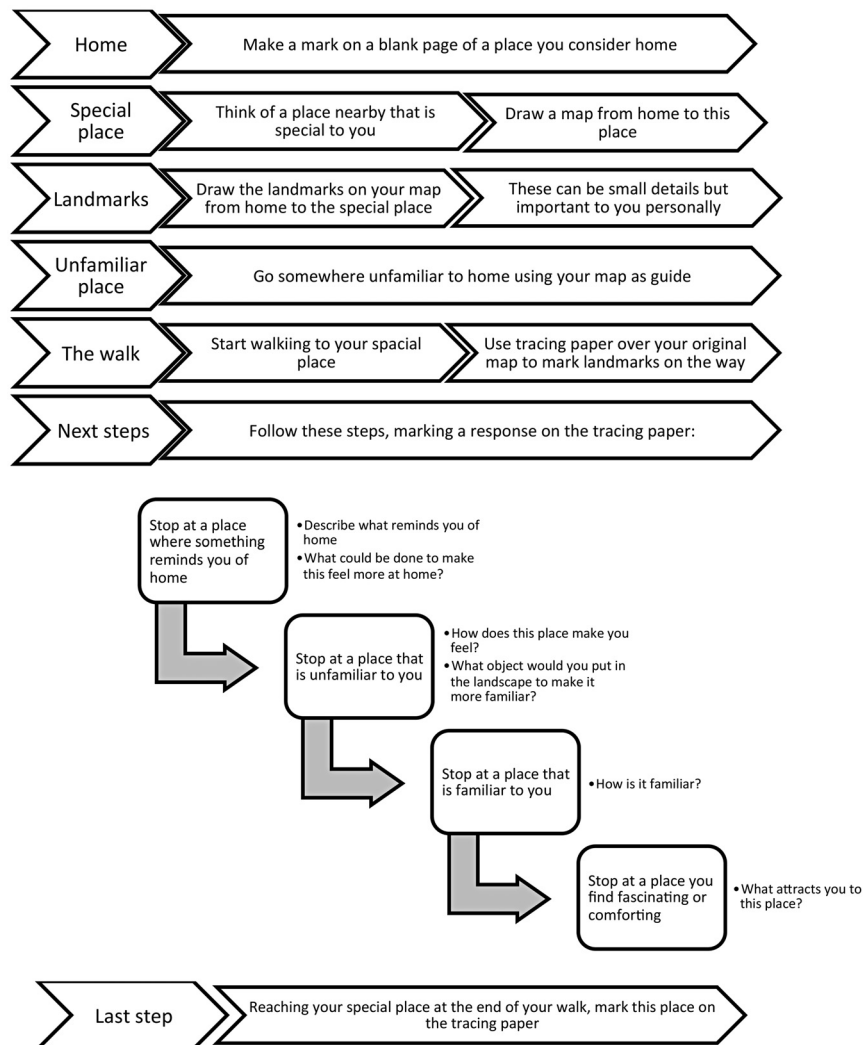 Home
Make a mark on a blank page of a place you consider home
Special
place
Think of a place nearby that is
special to you
Draw a map from home to this
place
Landmarks
Draw the landmarks on your map
from home to the special place
These can be small details but
important to you personally
Unfamiliar
place
Go somewhere unfamiliar to home using your map as guide
The walk
Start walkiing to your spacial
place
Use tracing paper over your original
map to mark landmarks on the way
Next steps
Follow these steps, marking a response on the tracing paper:
Stop at a place
where something
reminds you of
home
•Describe what reminds you of
home
•What could be done to make
this feel more at home?
Stop at a place that
is unfamiliar to you
•How does this place make you
feel?
•What object would you put in
the landscape to make it
more familiar?
Stop at a place that
is familiar to you
•How is it familiar?
Stop at a place you
find fascinating or
comforting
•What attracts you to
this place?
Last step
Reaching your special place at the end of your walk, mark this place on
the tracing paper